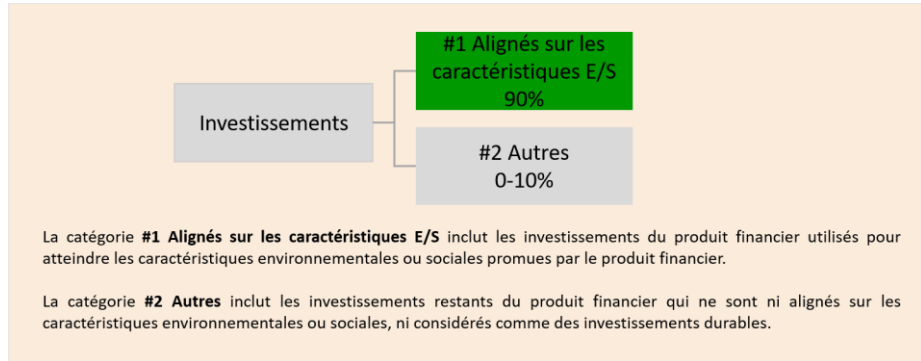 #1 Alignés sur les
caractéristiques E/S
90%
Investissements
#2 Autres
0-10%
La catégorie #1 Alignés sur les caractéristiques E/S inclut les investissements du produit financier utilisés pour
atteindre les caractéristiques environnementales ou sociales promues par le produit financier.
La catégorie #2 Autres inclut les investissements restants du produit financier qui ne sont ni alignés sur les
caractéristiques environnementales ou sociales, ni considérés comme des investissements durables.